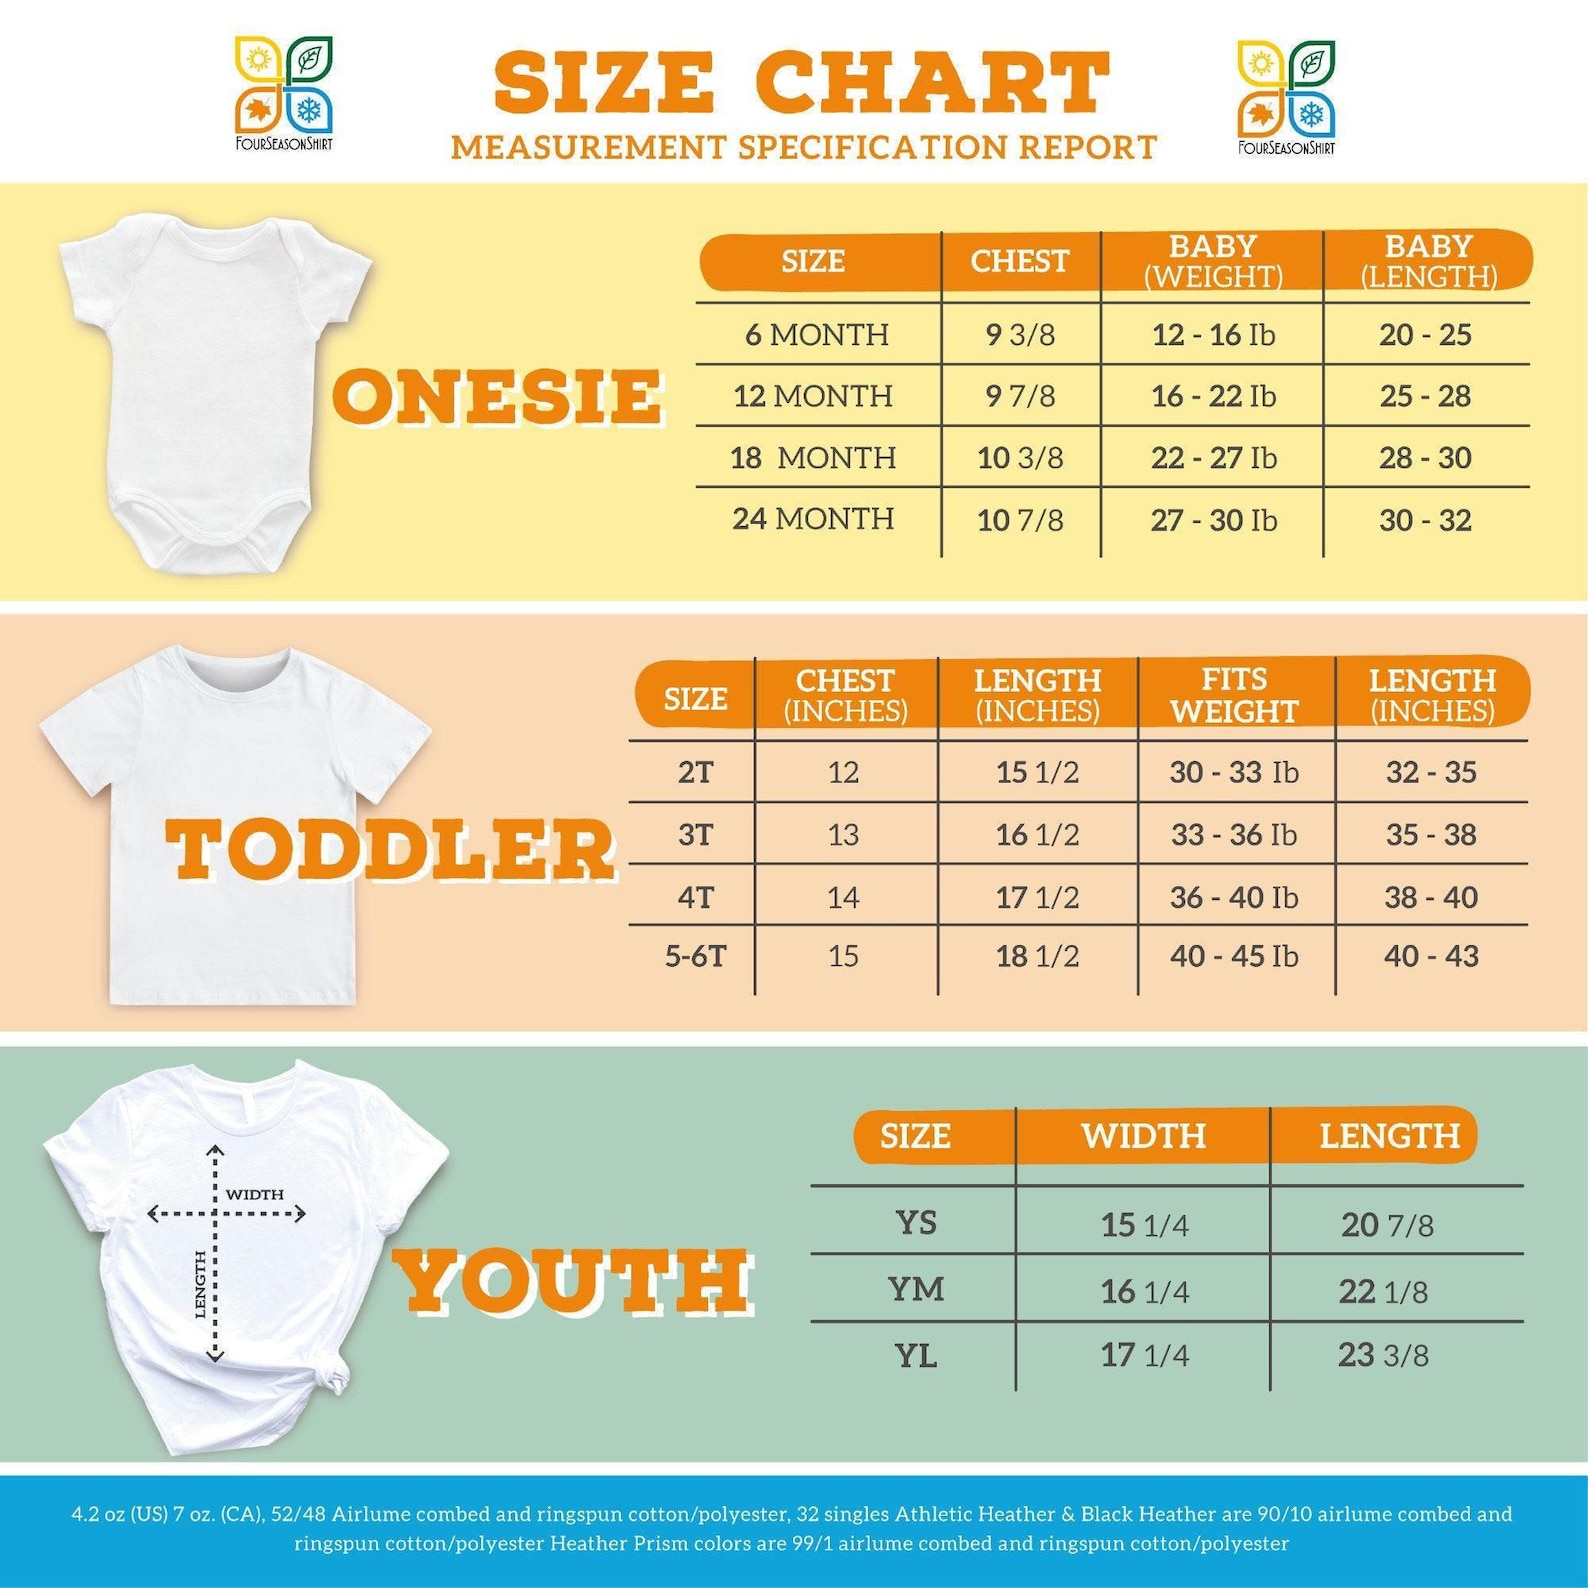 SIZE CHART
MEASUREMENT SPECIFICATION REPORT
FOURSEASONSHIRT
FOURSEASONSHIRT
ONESIE
SIZE CHEST BABY (WEIGHT) BABY (LENGTH)
6 MONTH 9 3/8 12 - 16 Ib 20 - 25
12 MONTH 9 7/8 16 - 22 Ib 25 - 28
18 MONTH 10 3/8 22 - 27 Ib 28 - 30
24 MONTH 10 7/8 27 - 30 Ib 30 - 32
TODDLER
SIZE CHEST (INCHES) LENGTH (INCHES) FITS WEIGHT LENGTH (INCHES)
2T 12 15 1/2 30 - 33 Ib 32 - 35
3T 13 16 1/2 33 - 36 Ib 35 - 38
4T 14 17 1/2 36 - 40 Ib 38 - 40
5-6T 15 18 1/2 40 - 45 Ib 40 - 43
WIDTH
LENGTH
YOUTH
SIZE WIDTH LENGTH
YS 15 1/4 20 7/8
YM 16 1/4 22 1/8
YL 17 1/4 23 3/8
4.2 oz (US) 7 oz. (CA), 52/48 Airlume combed and ringspun cotton/polyester, 32 singles Athletic Heather & Black Heather are 90/10 airlume combed and
ringspun cotton/polyester Heather Prism colors are 99/1 airlume combed and ringspun cotton/polyester